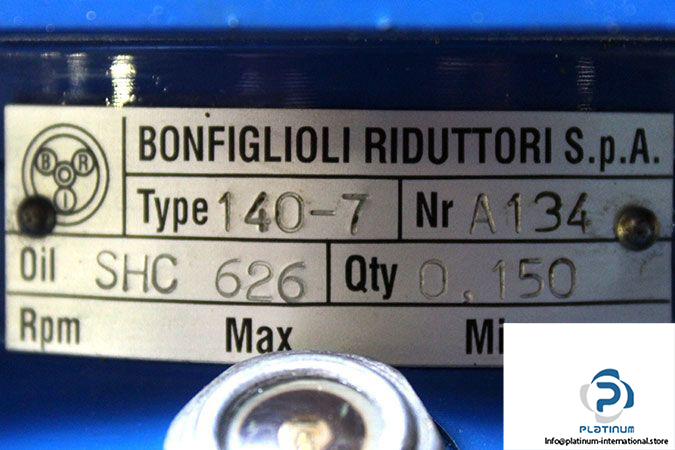 BONFIGLIOLI RIDUTTORI S.p.A.
B R I
Type 140-7 Nr A134
Oil SHC 626 Qty 0,150
Rpm Max Mi
PLATINUM
Info@platinum-international.store